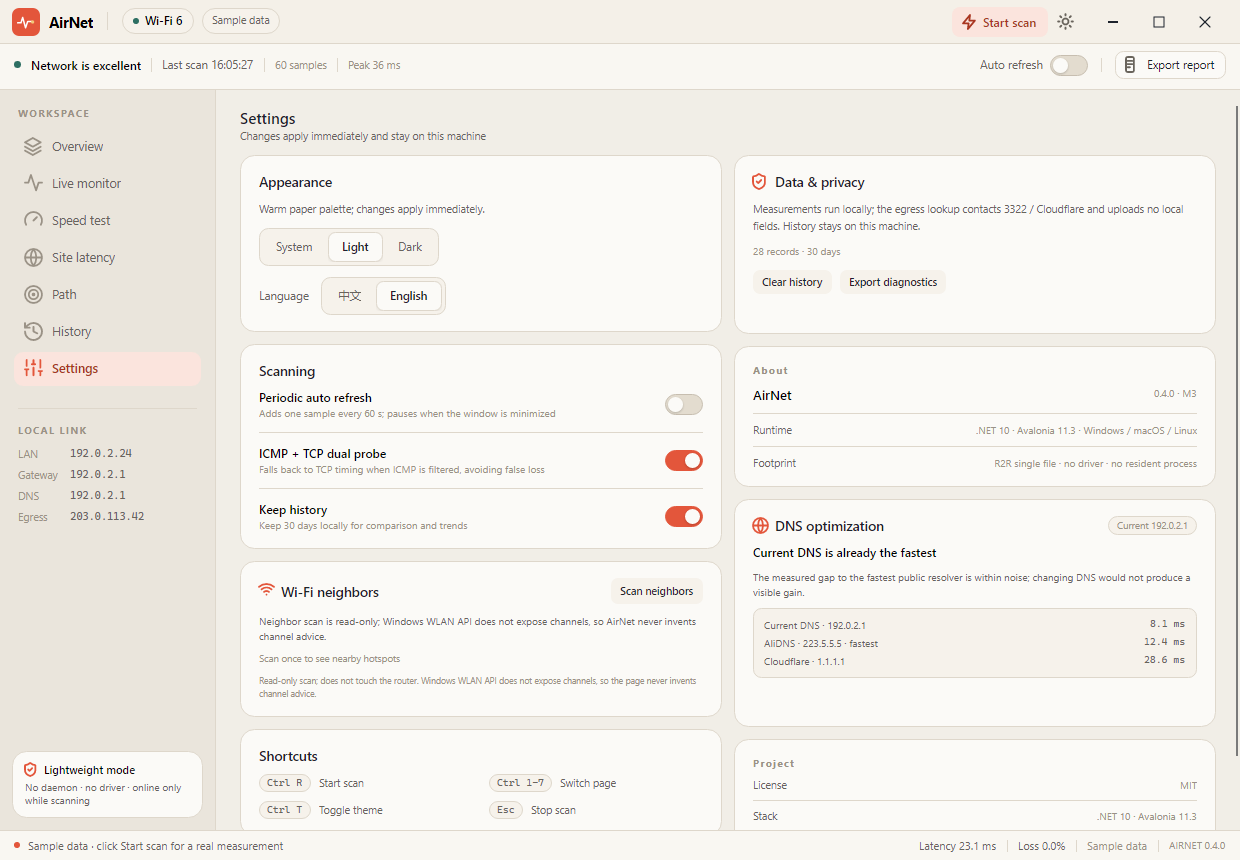 AirNet
Wi-Fi 6
Sample data
Start scan
Network is excellent
Last scan 16:05:27
60 samples
Peak 36 ms
Auto refresh
Export report
WORKSPACE
Overview
Live monitor
Speed test
Site latency
Path
History
Settings
LOCAL LINK
LAN 192.0.2.24
Gateway 192.0.2.1
DNS 192.0.2.1
Egress 203.0.113.42
Lightweight mode
No daemon · no driver · online only
while scanning
Settings
Changes apply immediately and stay on this machine
Appearance
Warm paper palette; changes apply immediately.
System Light Dark
Language 中文 English
Scanning
Periodic auto refresh
Adds one sample every 60 s; pauses when the window is minimized
ICMP + TCP dual probe
Falls back to TCP timing when ICMP is filtered, avoiding false loss
Keep history
Keep 30 days locally for comparison and trends
Wi-Fi neighbors
Scan neighbors
Neighbor scan is read-only; Windows WLAN API does not expose channels, so AirNet never invents
channel advice.
Scan once to see nearby hotspots
Read-only scan; does not touch the router. Windows WLAN API does not expose channels, so the page never invents
channel advice.
Shortcuts
Ctrl R Start scan
Ctrl 1–7 Switch page
Ctrl T Toggle theme
Esc Stop scan
Data & privacy
Measurements run locally; the egress lookup contacts 3322 / Cloudflare and uploads no local
fields. History stays on this machine.
28 records · 30 days
Clear history
Export diagnostics
About
AirNet 0.4.0 · M3
Runtime .NET 10 · Avalonia 11.3 · Windows / macOS / Linux
Footprint R2R single file · no driver · no resident process
DNS optimization
Current 192.0.2.1
Current DNS is already the fastest
The measured gap to the fastest public resolver is within noise; changing DNS would not produce a
visible gain.
Current DNS · 192.0.2.1 8.1 ms
AliDNS · 223.5.5.5 · fastest 12.4 ms
Cloudflare · 1.1.1.1 28.6 ms
Project
License MIT
Stack .NET 10 · Avalonia 11.3
Sample data · click Start scan for a real measurement
Latency 23.1 ms
Loss 0.0%
Sample data
AIRNET 0.4.0